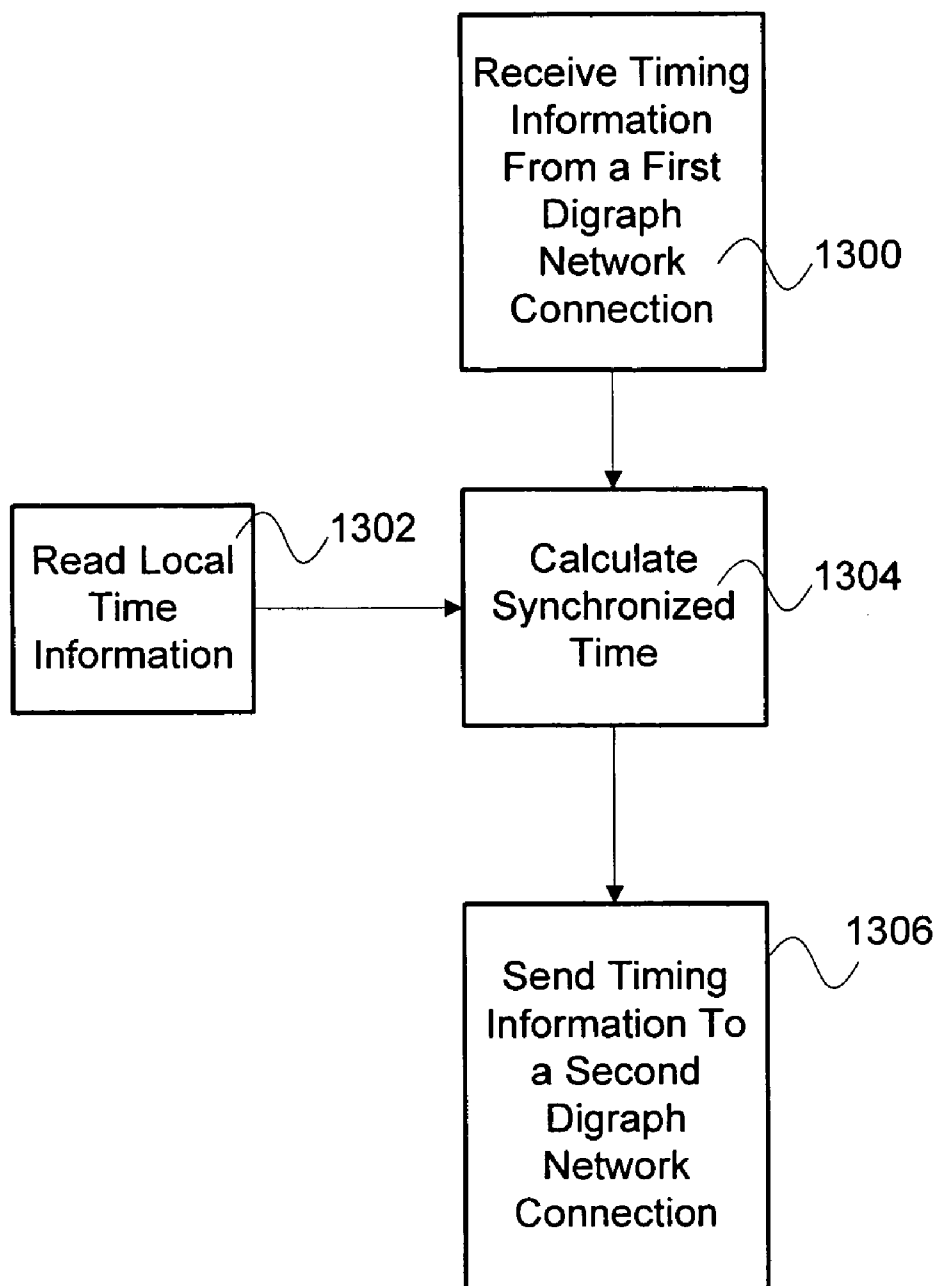 Receive Timing
Information
From a First
Digraph
Network
Connection
1300
Read Local
Time
Information
1302
Calculate
Synchronized
Time
1304
Send Timing
Information To
a Second
Digraph
Network
Connection
1306